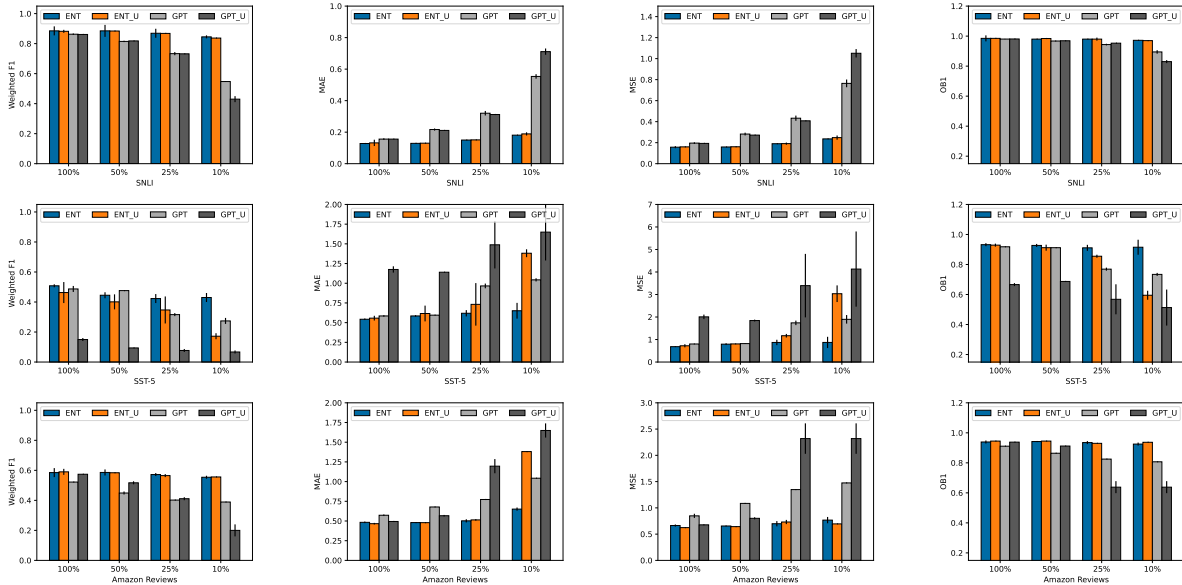 ENT ENT_U GPT GPT_U
1.0
0.8
0.6
0.4
0.2
0.0
Weighted F1
100% 50% 25% 10%
SNLI
ENT ENT_U GPT GPT_U
1.0
0.8
0.6
0.4
0.2
0.0
MAE
100% 50% 25% 10%
SNLI
ENT ENT_U GPT GPT_U
1.4
1.2
1.0
0.8
0.6
0.4
0.2
0.0
MSE
100% 50% 25% 10%
SNLI
ENT ENT_U GPT GPT_U
1.2
1.0
0.8
0.6
0.4
0.2
OB1
100% 50% 25% 10%
SNLI
ENT ENT_U GPT GPT_U
1.0
0.8
0.6
0.4
0.2
0.0
Weighted F1
100% 50% 25% 10%
SST-5
ENT ENT_U GPT GPT_U
2.00
1.75
1.50
1.25
1.00
0.75
0.50
0.25
0.00
MAE
100% 50% 25% 10%
SST-5
ENT ENT_U GPT GPT_U
7
6
5
4
3
2
1
0
MSE
100% 50% 25% 10%
SST-5
ENT ENT_U GPT GPT_U
1.2
1.0
0.8
0.6
0.4
0.2
OB1
100% 50% 25% 10%
SST-5
ENT ENT_U GPT GPT_U
1.0
0.8
0.6
0.4
0.2
0.0
Weighted F1
100% 50% 25% 10%
Amazon Reviews
ENT ENT_U GPT GPT_U
2.00
1.75
1.50
1.25
1.00
0.75
0.50
0.25
0.00
MAE
100% 50% 25% 10%
Amazon Reviews
ENT ENT_U GPT GPT_U
3.0
2.5
2.0
1.5
1.0
0.5
0.0
MSE
100% 50% 25% 10%
Amazon Reviews
ENT ENT_U GPT GPT_U
1.2
1.0
0.8
0.6
0.4
0.2
OB1
100% 50% 25% 10%
Amazon Reviews